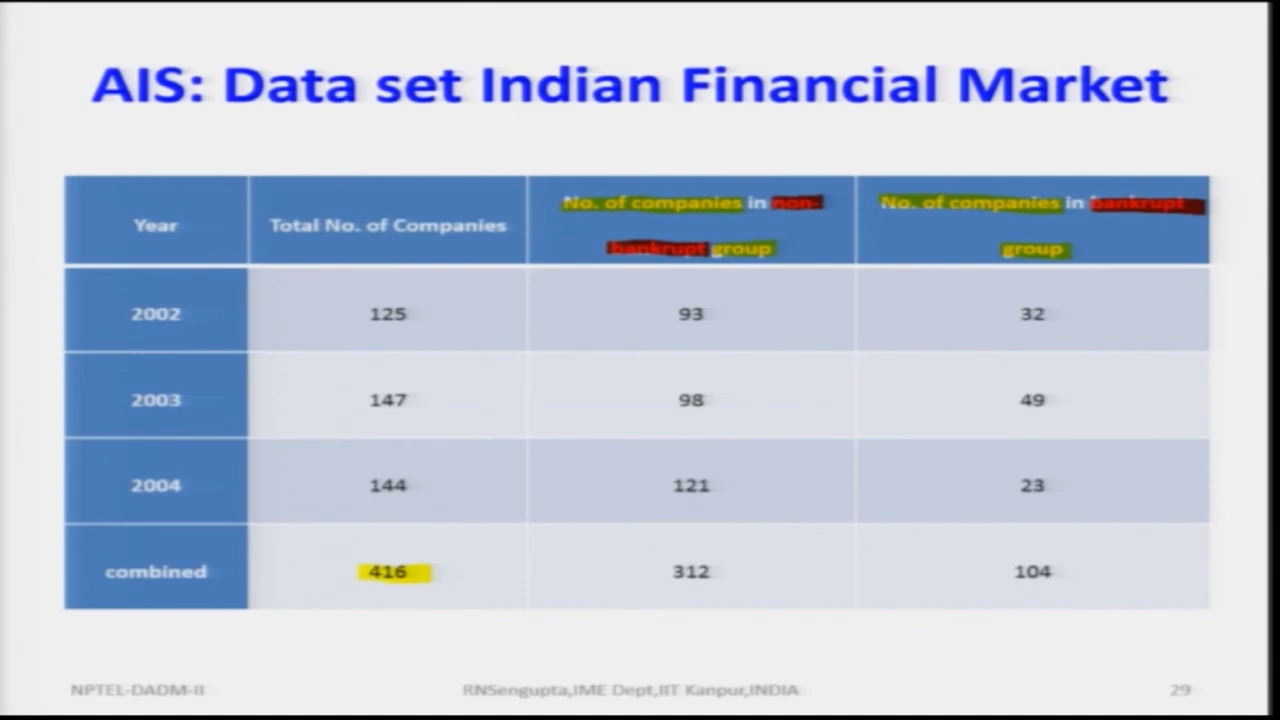 AIS: Data set Indian Financial Market
Year
Total No. of Companies
No. of companies in non-
bankrupt group
No. of companies in bankrupt
group
2002 125 93 32
2003 147 98 49
2004 144 121 23
combined 416 312 104
NPTEL-DADM-II RNSengupta,IME Dept,IIT Kanpur,INDIA 29